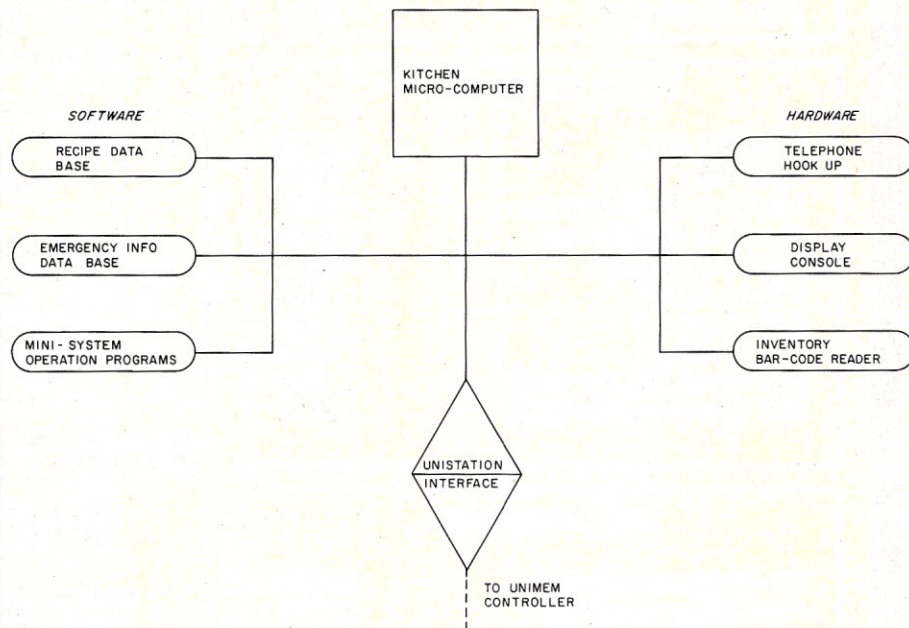 KITCHEN
MICRO-COMPUTER
SOFTWARE
RECIPE DATA
BASE
EMERGENCY INFO
DATA BASE
MINI-SYSTEM
OPERATION PROGRAMS
HARDWARE
TELEPHONE
HOOK UP
DISPLAY
CONSOLE
INVENTORY
BAR-CODE READER
UNISTATION
INTERFACE
TO UNIMEM
CONTROLLER